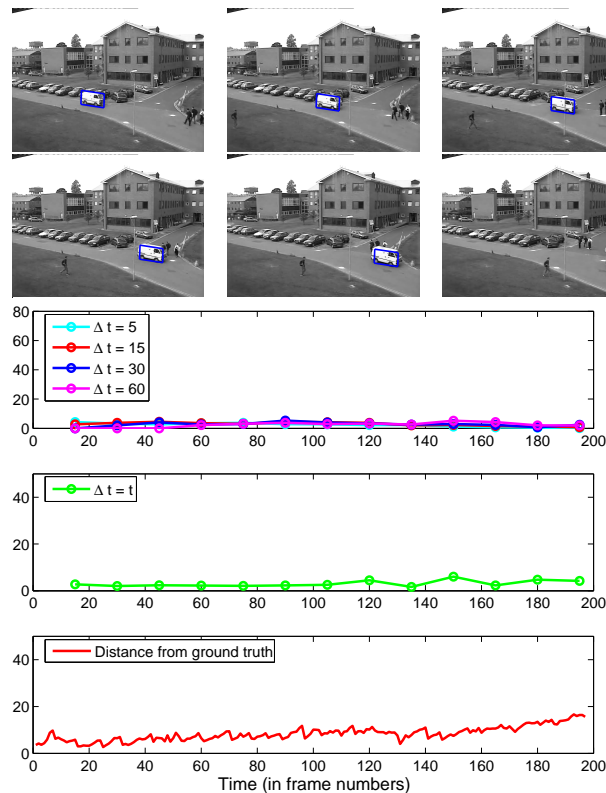 80
60
40
20
0
Δ t = 5
Δ t = 15
Δ t = 30
Δ t = 60
0 20 40 60 80 100 120 140 160 180 200
40
20
0
Δ t = t
0 20 40 60 80 100 120 140 160 180 200
40
20
0
Distance from ground truth
0 20 40 60 80 100 120 140 160 180 200
Time (in frame numbers)